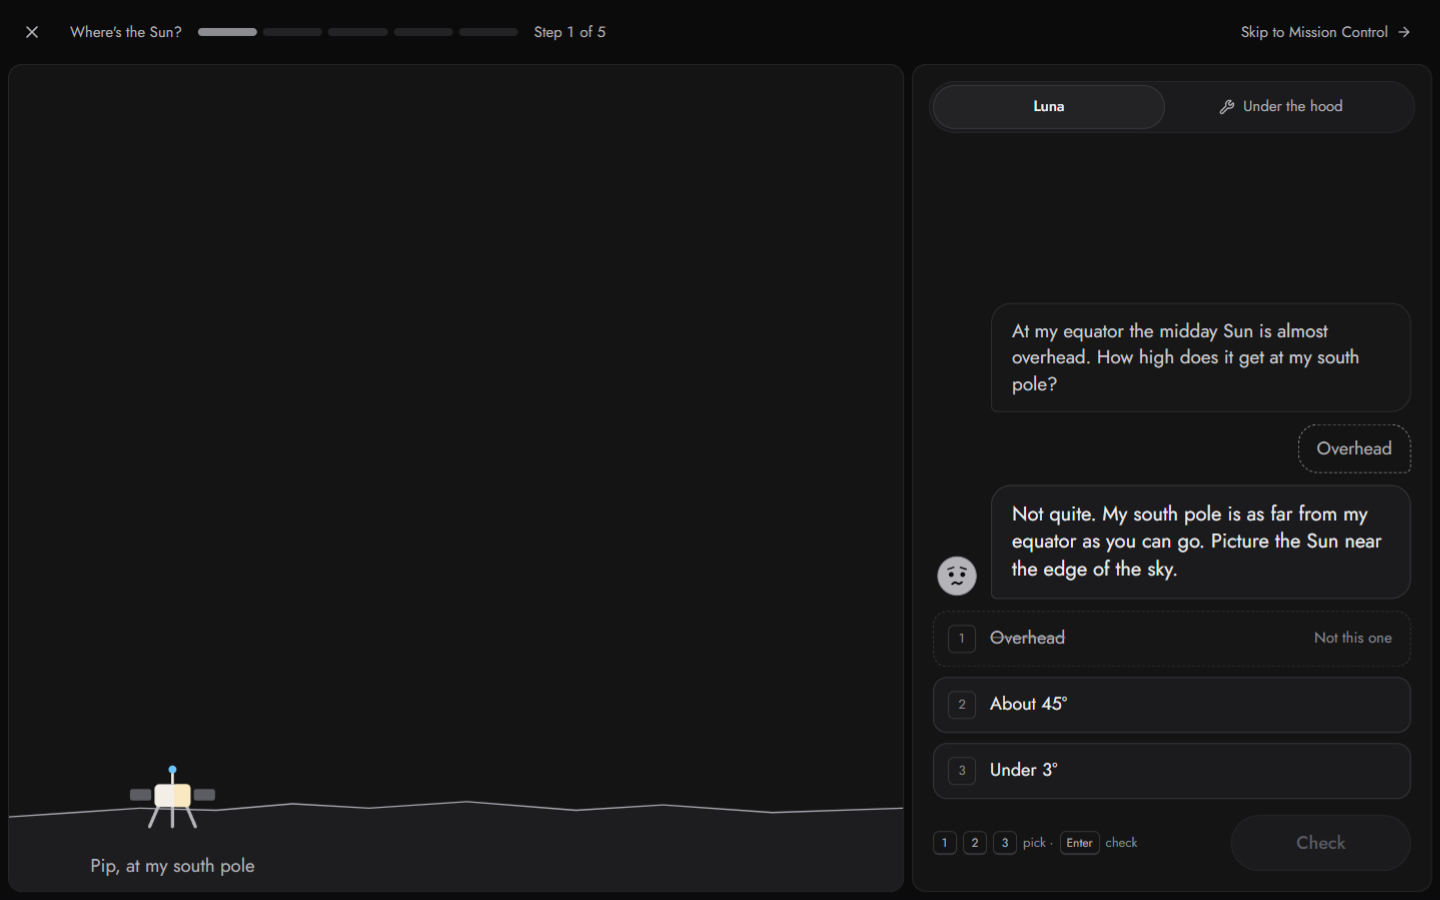 Where's the Sun?
Step 1 of 5
Skip to Mission Control
Luna
Under the hood
At my equator the midday Sun is almost
overhead. How high does it get at my south
pole?
Overhead
Not quite. My south pole is as far from my
equator as you can go. Picture the Sun near
the edge of the sky.
1 Overhead Not this one
2 About 45°
3 Under 3°
1 2 3 pick · Enter check
Check
Pip, at my south pole